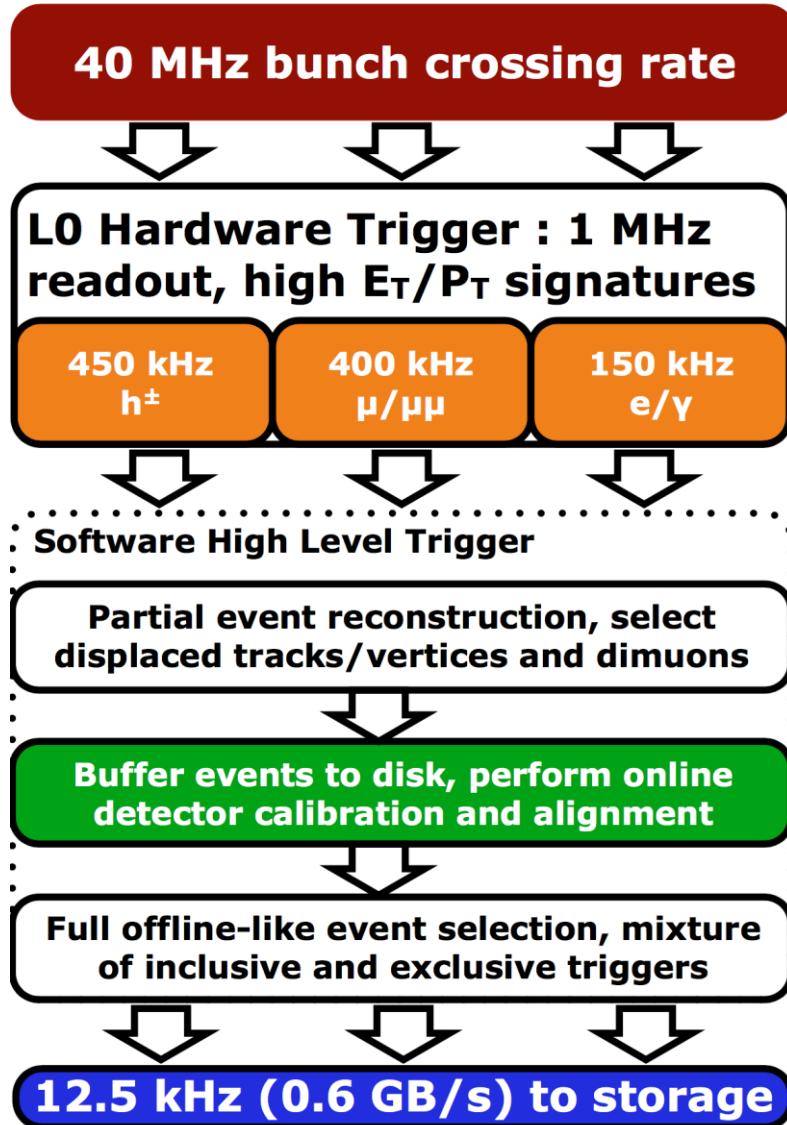 40 MHz bunch crossing rate
L0 Hardware Trigger : 1 MHz
readout, high E_T/P_T signatures
450 kHz
h±
400 kHz
μ/μμ
150 kHz
e/γ
Software High Level Trigger
Partial event reconstruction, select
displaced tracks/vertices and dimuons
Buffer events to disk, perform online
detector calibration and alignment
Full offline-like event selection, mixture
of inclusive and exclusive triggers
12.5 kHz (0.6 GB/s) to storage